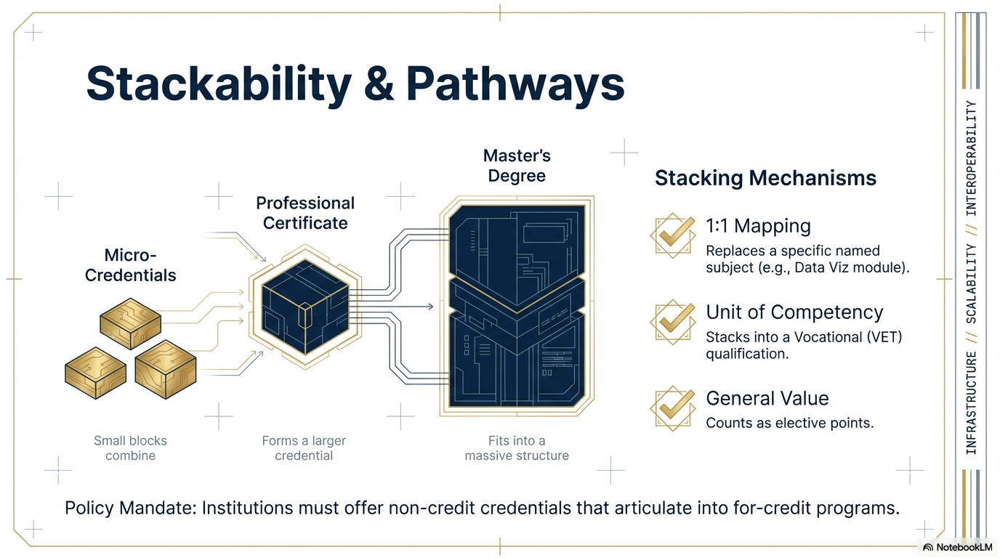 Stackability & Pathways
Micro-
Credentials
Professional
Certificate
Master's
Degree
Small blocks
combine
Forms a larger
credential
Fits into a
massive structure
Stacking Mechanisms
1:1 Mapping
Replaces a specific named
subject (e.g., Data Viz module).
Unit of Competency
Stacks into a Vocational (VET)
qualification.
General Value
Counts as elective points.
Policy Mandate: Institutions must offer non-credit credentials that articulate into for-credit programs.
INFRASTRUCTURE // SCALABILITY // INTEROPERABILITY
NotebookLM